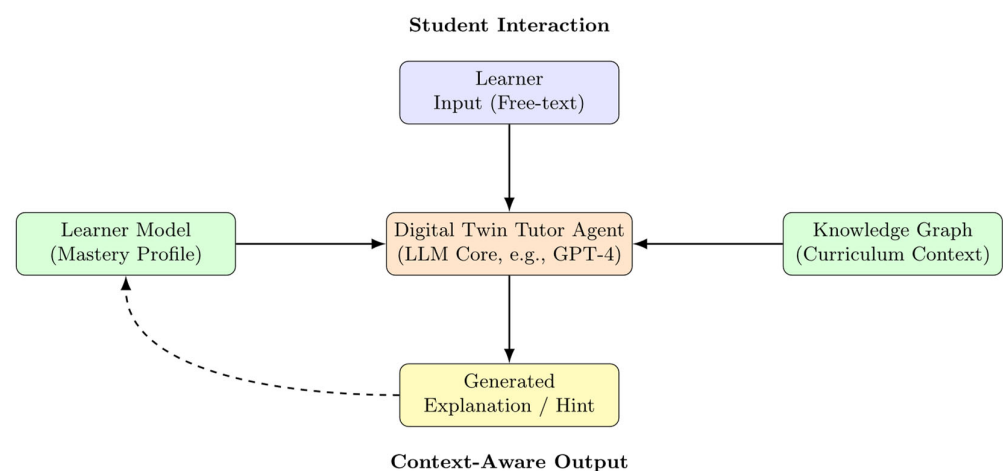 Student Interaction
Learner
Input (Free-text)
Learner Model
(Mastery Profile)
Digital Twin Tutor Agent
(LLM Core, e.g., GPT-4)
Knowledge Graph
(Curriculum Context)
Generated
Explanation / Hint
Context-Aware Output